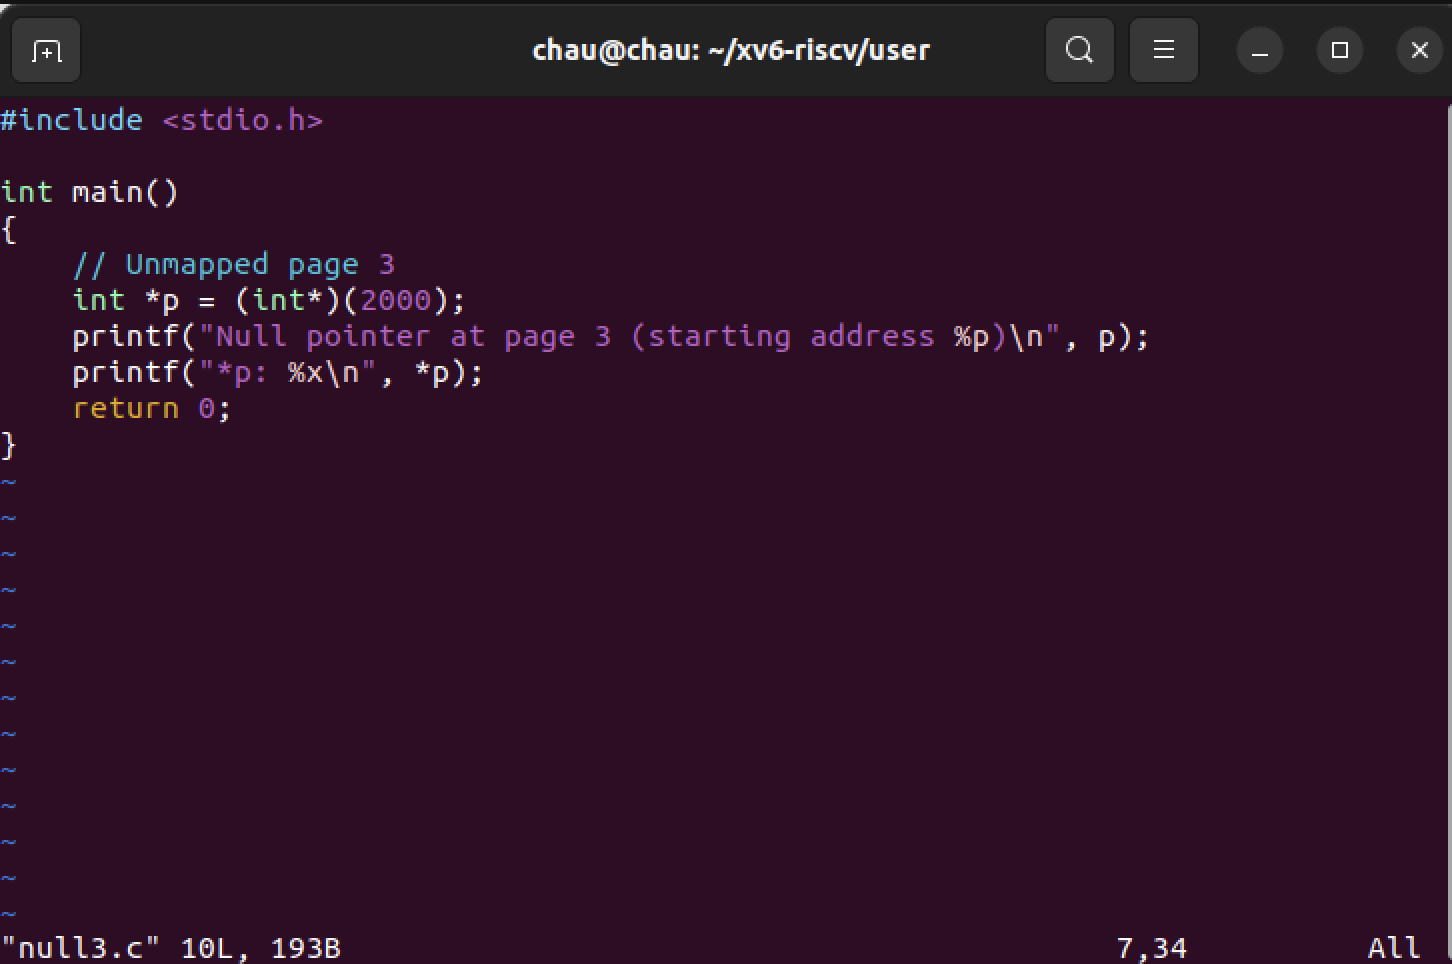 chau@chau: ~/xv6-riscv/user
#include <stdio.h>
int main()
{
    // Unmapped page 3
    int *p = (int*)(2000);
    printf("Null pointer at page 3 (starting address %p)\n", p);
    printf("*p: %x\n", *p);
    return 0;
}
~
~
~
~
~
~
~
~
~
~
~
~
~
"null3.c" 10L, 193B 7,34 All